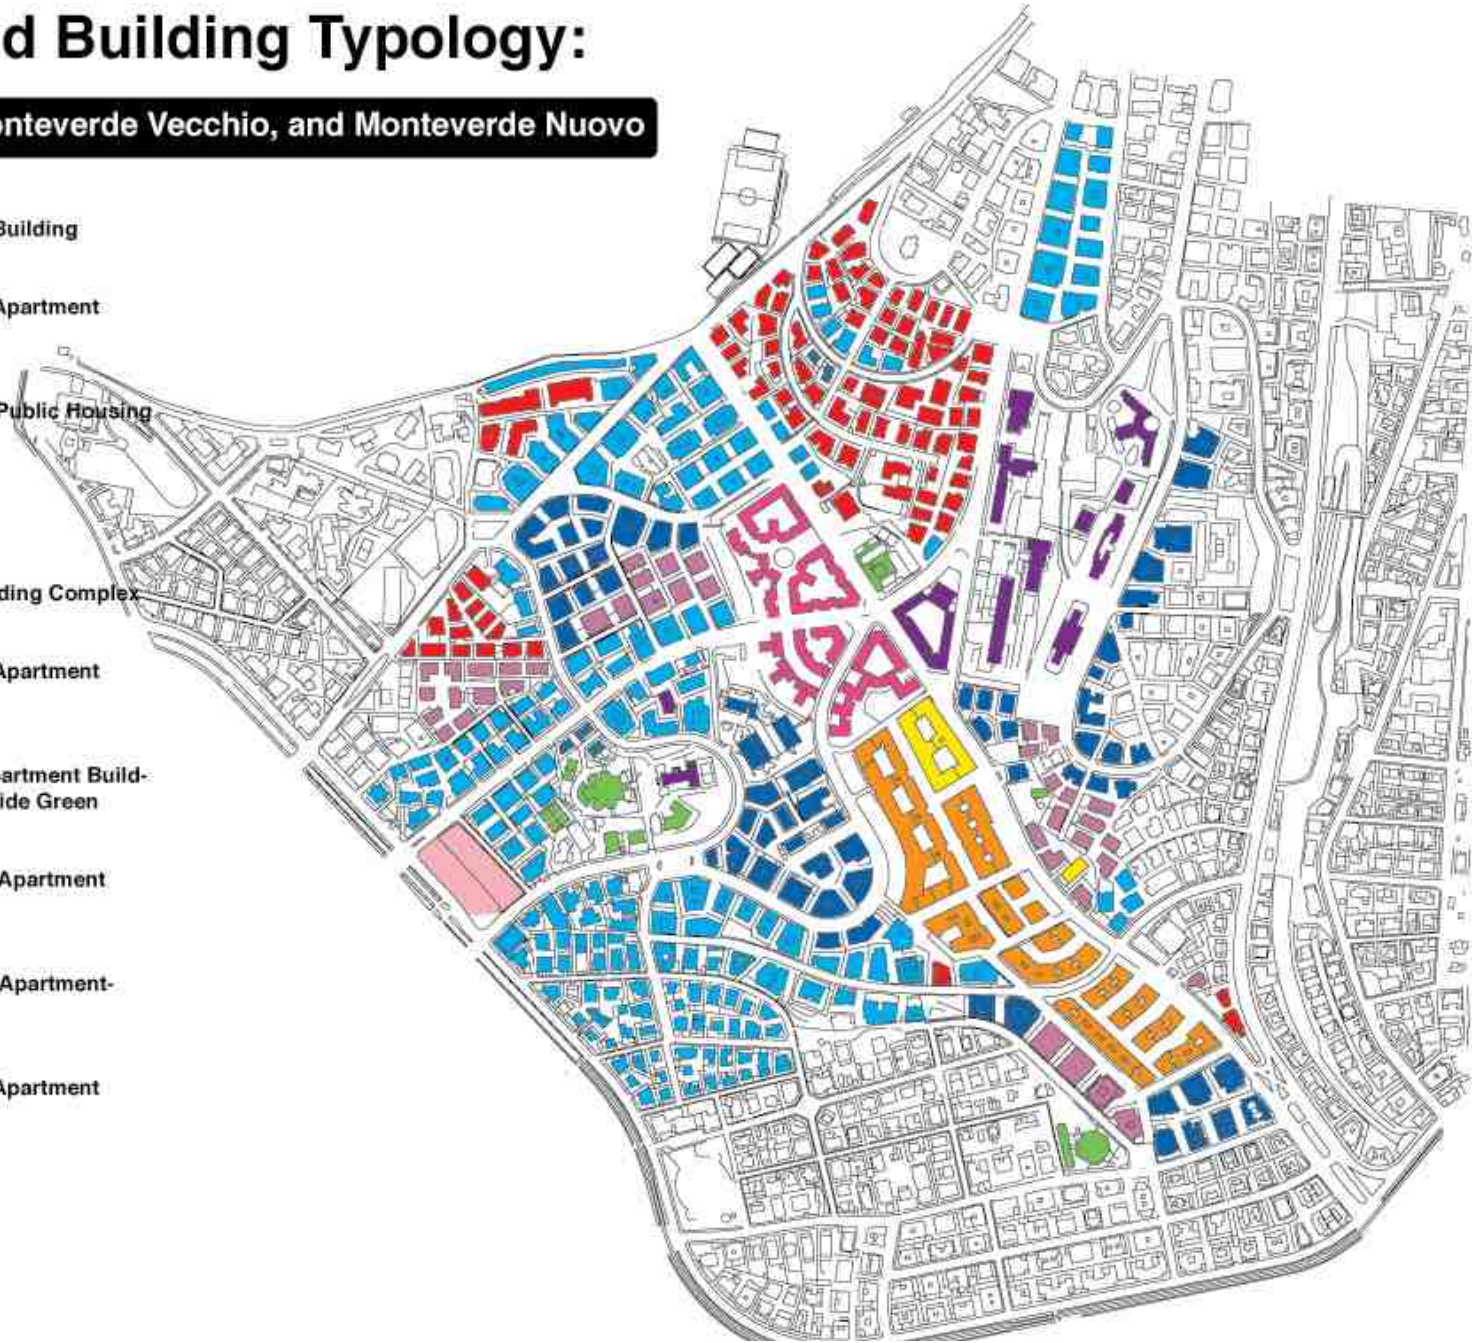 d Building Typology:
onteverde Vecchio, and Monteverde Nuovo
Building
Apartment
Public Housing
ding Complex
Apartment
artment Build-
ide Green
Apartment
Apartment-
Apartment